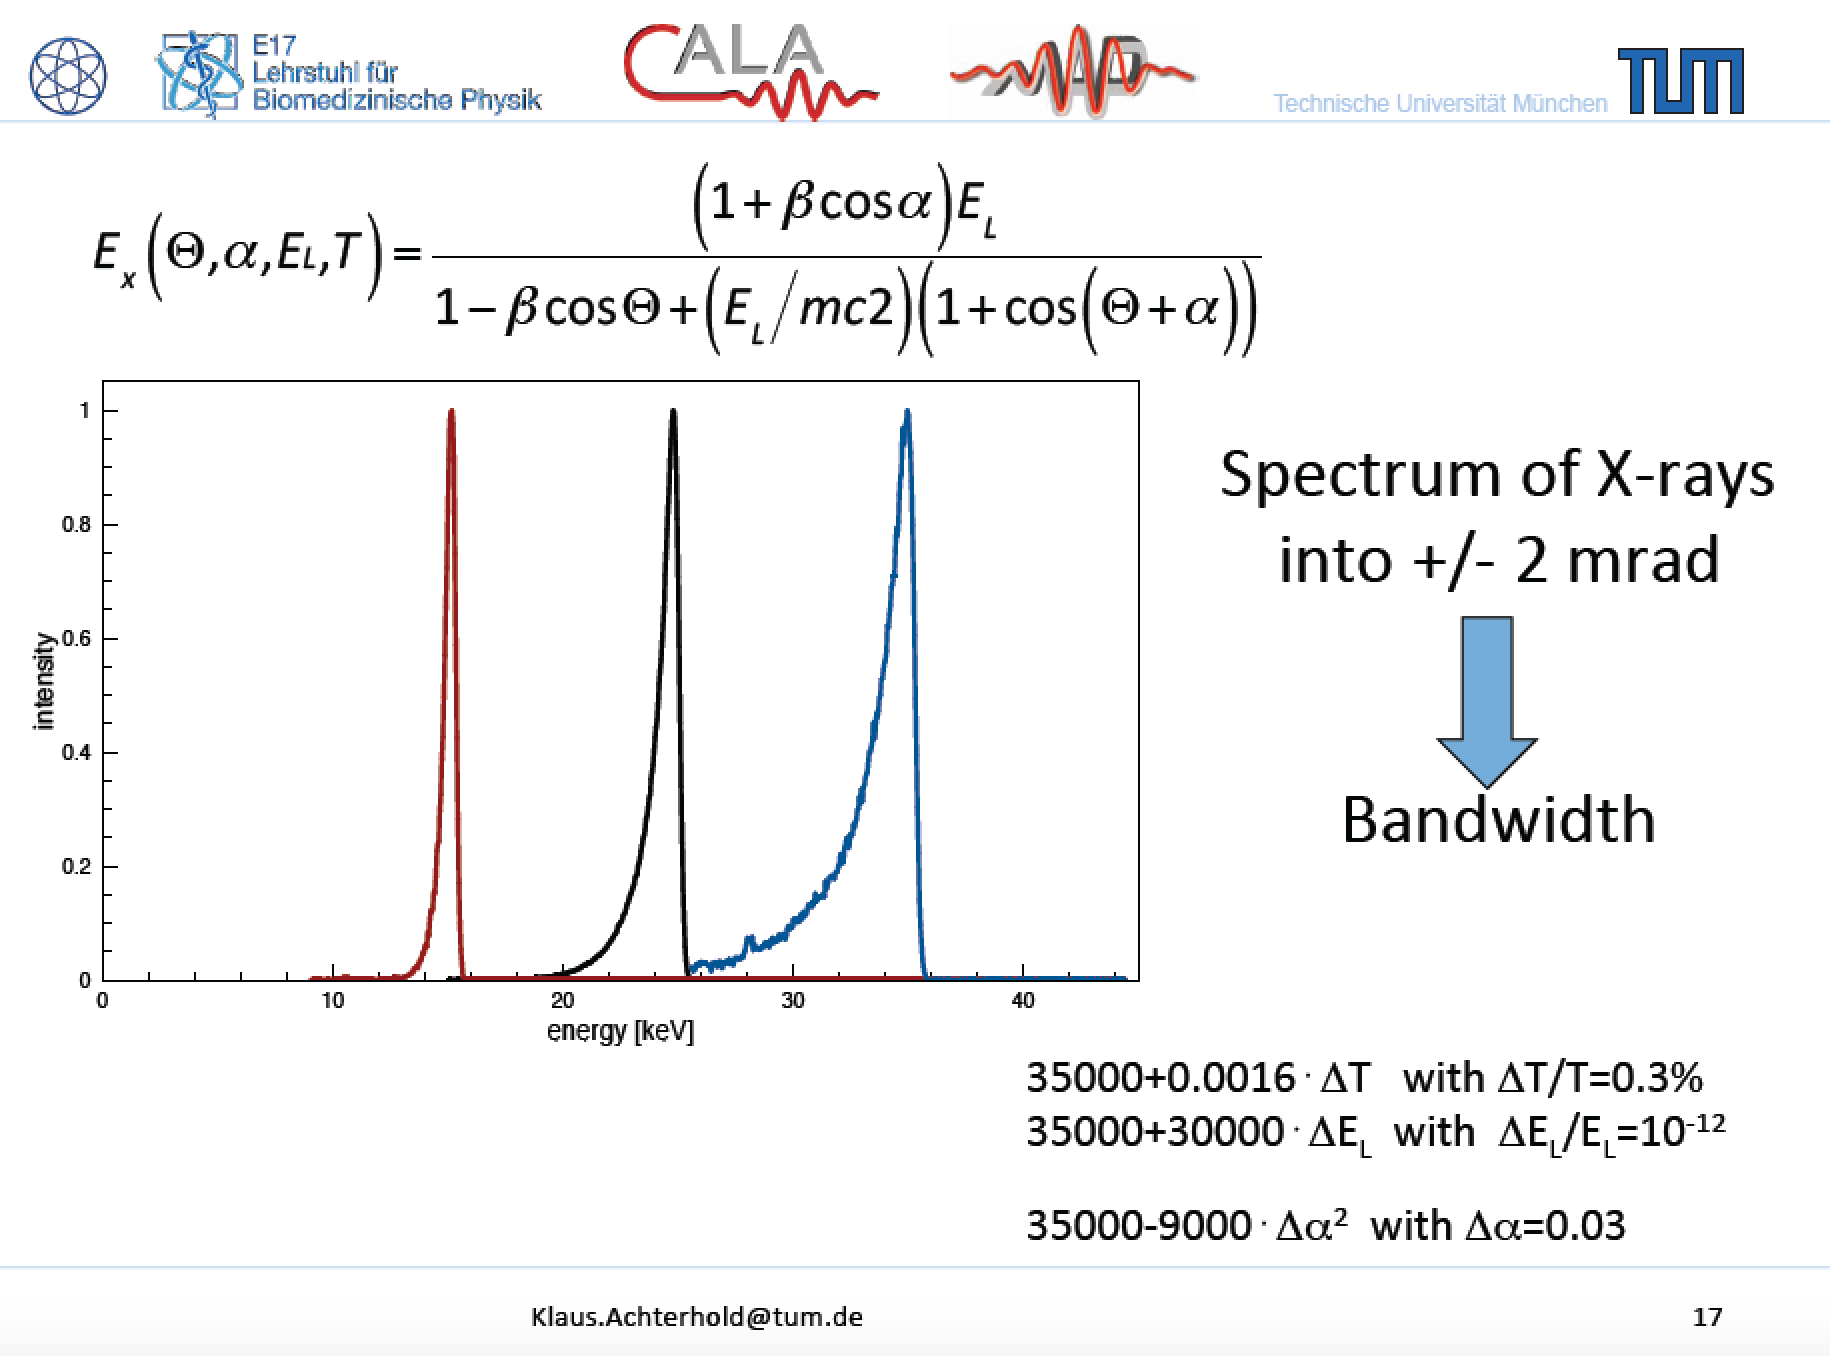 E17
Lehrstuhl für
Biomedizinische Physik
CALA
MAP
Technische Universität München
TUM
E_x(Θ,α,E_L,T) = (1+βcosα)E_L / 1−βcosΘ+(E_L/mc2)(1+cos(Θ+α))
1
0.8
0.6
0.4
0.2
0
intensity
0 10 20 30 40
energy [keV]
Spectrum of X-rays
into +/- 2 mrad
Bandwidth
35000+0.0016·ΔT with ΔT/T=0.3%
35000+30000·ΔE_L with ΔE_L/E_L=10⁻¹²
35000-9000·Δα² with Δα=0.03
Klaus.Achterhold@tum.de
17